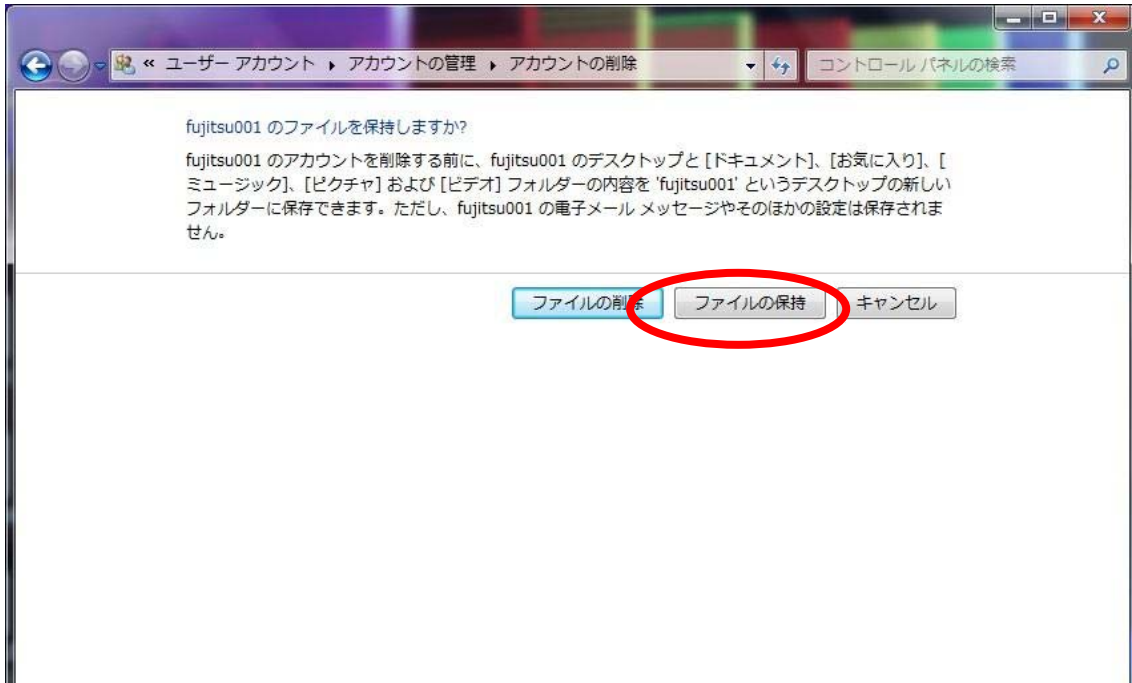 « ユーザー アカウント ▸ アカウントの管理 ▸ アカウントの削除
コントロール パネルの検索
fujitsu001 のファイルを保持しますか?
fujitsu001 のアカウントを削除する前に、fujitsu001 のデスクトップと [ドキュメント]、[お気に入り]、[
ミュージック]、[ピクチャ] および [ビデオ] フォルダーの内容を 'fujitsu001' というデスクトップの新しい
フォルダーに保存できます。ただし、fujitsu001 の電子メール メッセージやそのほかの設定は保存されま
せん。
ファイルの削除
ファイルの保持
キャンセル